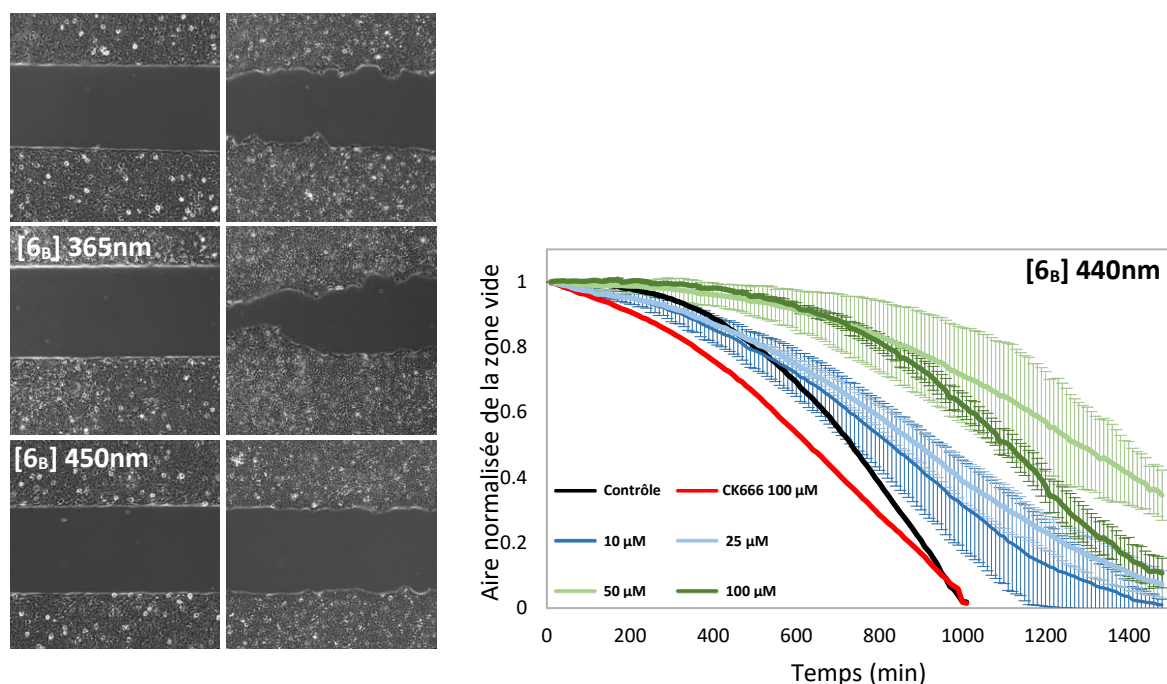 [6B] 365nm
[6B] 450nm
[6B] 440nm
Aire normalisée de la zone vide
1
0.8
0.6
0.4
0.2
0
Contrôle
CK666 100 µM
10 µM
25 µM
50 µM
100 µM
0
200
400
600
800
1000
1200
1400
Temps (min)